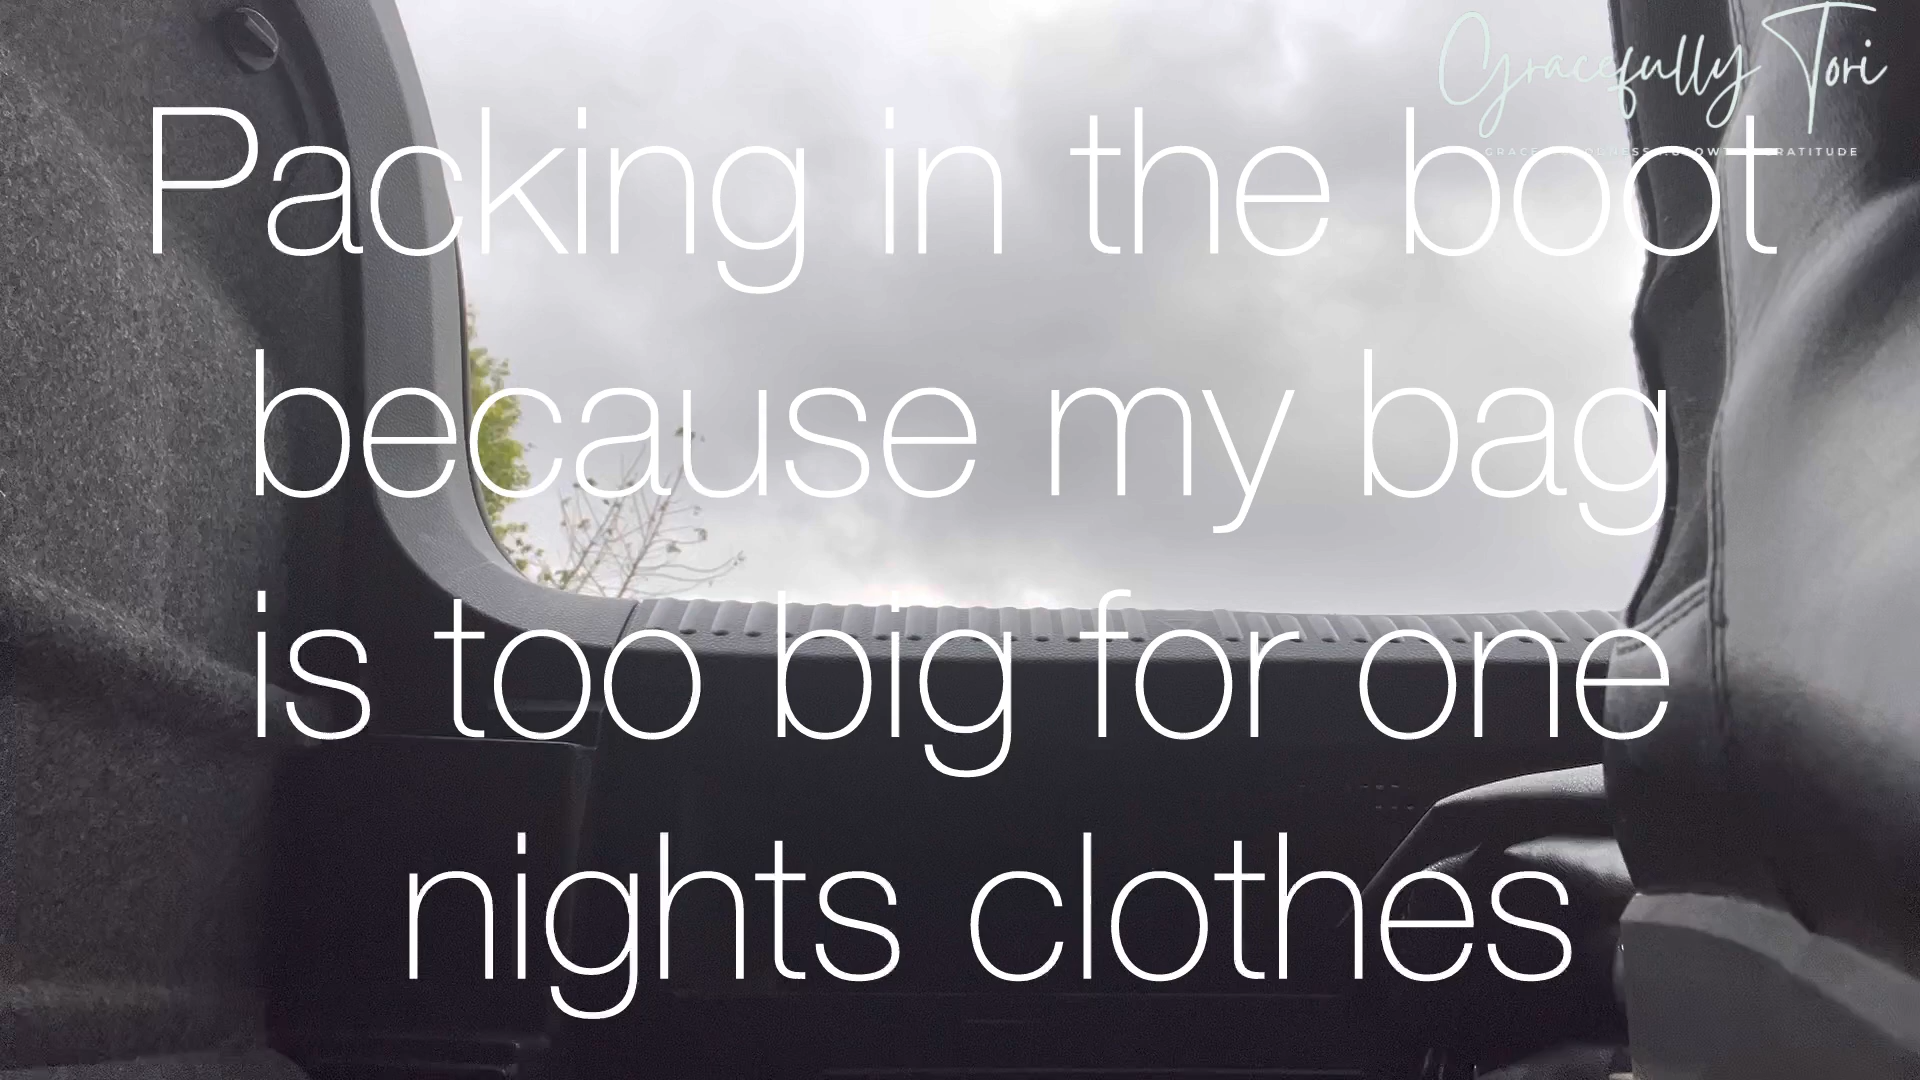 Gracefully Tori
Packing in the boot
because my bag
is too big for one
nights clothes